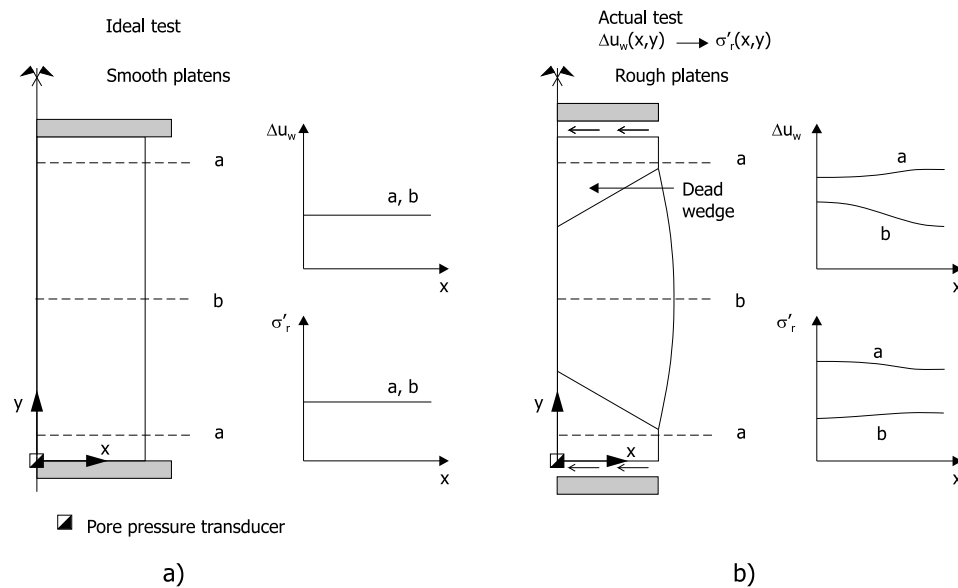 Ideal test
Smooth platens
a
b
a
y
x
Δu_w
a, b
x
σ'_r
a, b
x
Pore pressure transducer
a)
Actual test
Δu_w(x,y) → σ'_r(x,y)
Rough platens
a
Dead
wedge
b
a
y
x
Δu_w
a
b
x
σ'_r
a
b
x
b)